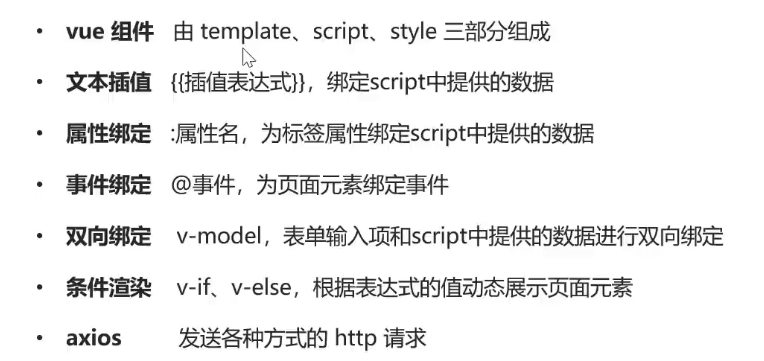 • vue 组件 由 template、script、style 三部分组成
• 文本插值 {{插值表达式}}，绑定script中提供的数据
• 属性绑定 :属性名，为标签属性绑定script中提供的数据
• 事件绑定 @事件，为页面元素绑定事件
• 双向绑定 v-model，表单输入项和script中提供的数据进行双向绑定
• 条件渲染 v-if、v-else，根据表达式的值动态展示页面元素
• axios 发送各种方式的 http 请求